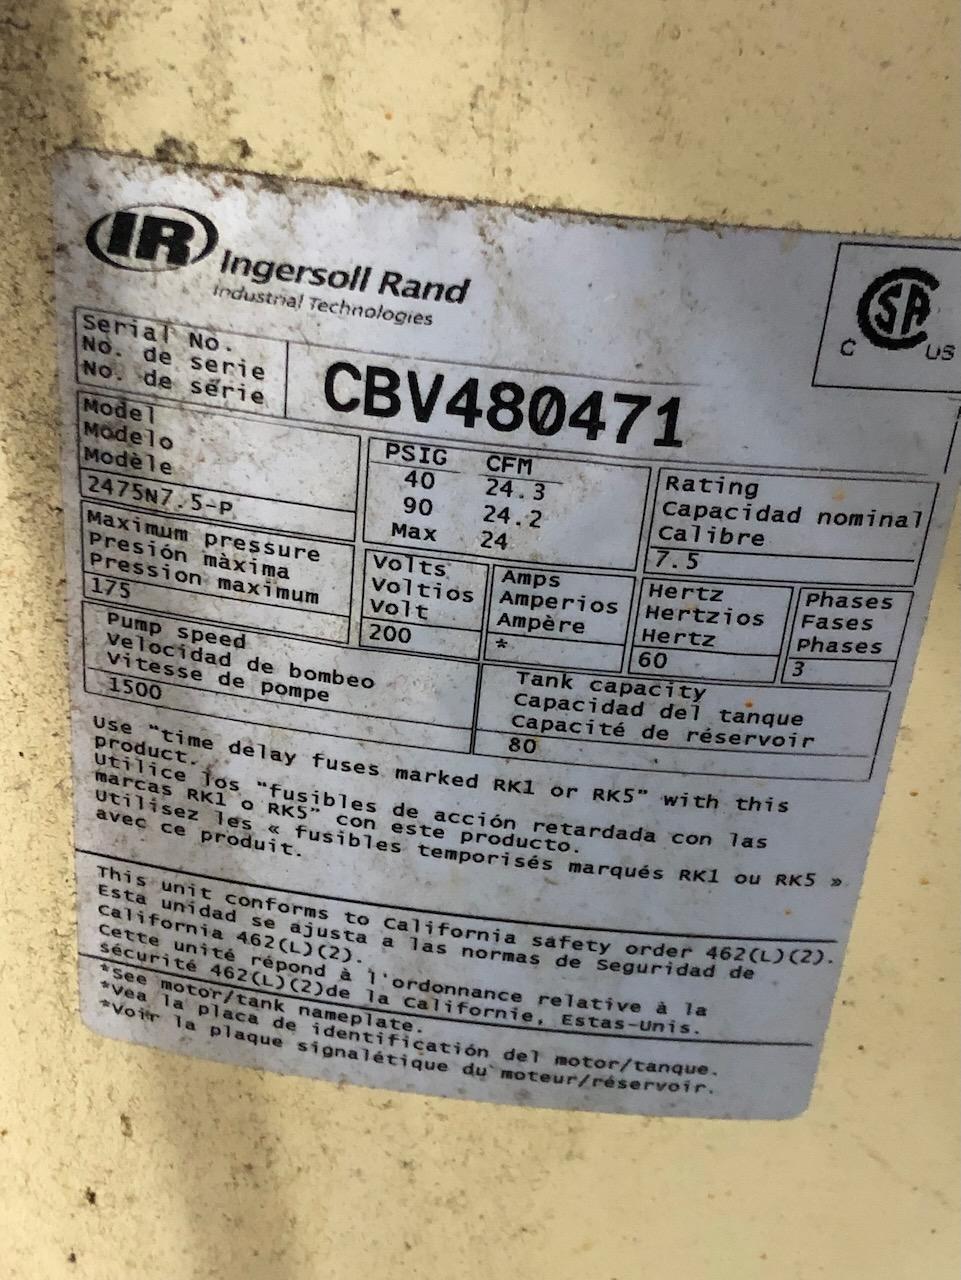 IR Ingersoll Rand
Industrial Technologies
C SA US
Serial No.
No. de serie
No. de série
CBV480471
Model
Modelo
Modèle
2475N7.5-P
PSIG CFM
40 24.3
90 24.2
Max 24
Rating
Capacidad nominal
Calibre
7.5
Maximum pressure
Presión màxima
Pression maximum
175
Volts
Voltios
Volt
200
Amps
Amperios
Ampère
*
Hertz
Hertzios
Hertz
60
Phases
Fases
Phases
3
Pump speed
Velocidad de bombeo
Vitesse de pompe
1500
Tank capacity
Capacidad del tanque
Capacité de réservoir
80
Use "time delay fuses marked RK1 or RK5" with this
product.
Utilice los "fusibles de acción retardada con las
marcas RK1 o RK5" con este producto.
Utilisez les « fusibles temporisés marqués RK1 ou RK5 »
avec ce produit.
This unit conforms to California safety order 462(L)(2).
Esta unidad se ajusta a las normas de Seguridad de
California 462(L)(2).
Cette unité répond à l'ordonnance relative à la
sécurité 462(L)(2)de la Californie, Estas-Unis.
*See motor/tank nameplate.
*Vea la placa de identificación del motor/tanque.
*Voir la plaque signalétique du moteur/réservoir.